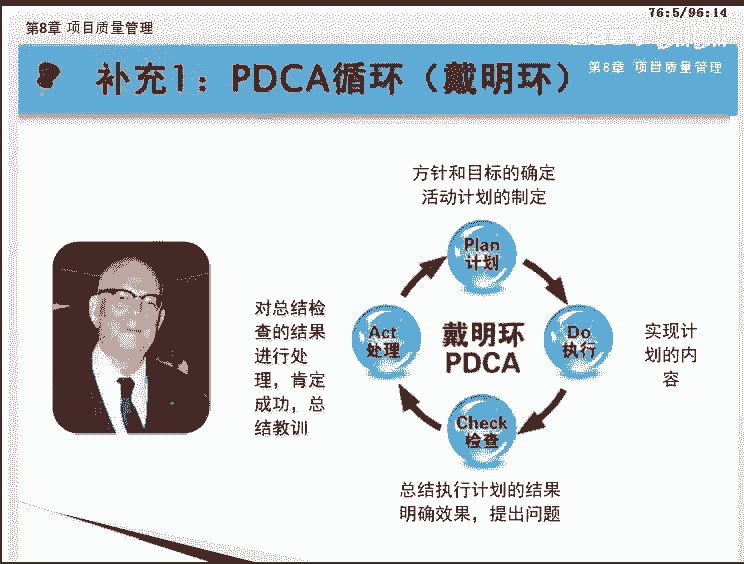 76:5/96:14
第8章 项目质量管理
补充1：PDCA循环（戴明环）
第8章 项目质量管理
方针和目标的确定
活动计划的制定
Plan
计划
对总结检
查的结果
进行处
理，肯定
成功，总
结教训
Act
处理
戴明环
PDCA
Do
执行
实现计
划的内
容
Check
检查
总结执行计划的结果
明确效果，提出问题